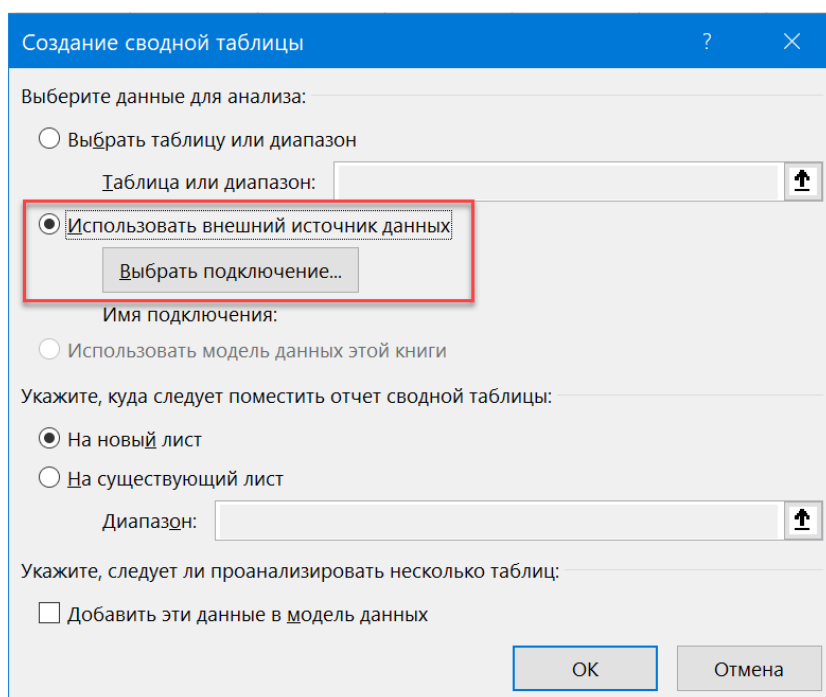 Создание сводной таблицы
Выберите данные для анализа:
Выбрать таблицу или диапазон
Таблица или диапазон:
Использовать внешний источник данных
Выбрать подключение...
Имя подключения:
Использовать модель данных этой книги
Укажите, куда следует поместить отчет сводной таблицы:
На новый лист
На существующий лист
Диапазон:
Укажите, следует ли проанализировать несколько таблиц:
Добавить эти данные в модель данных
ОК Отмена